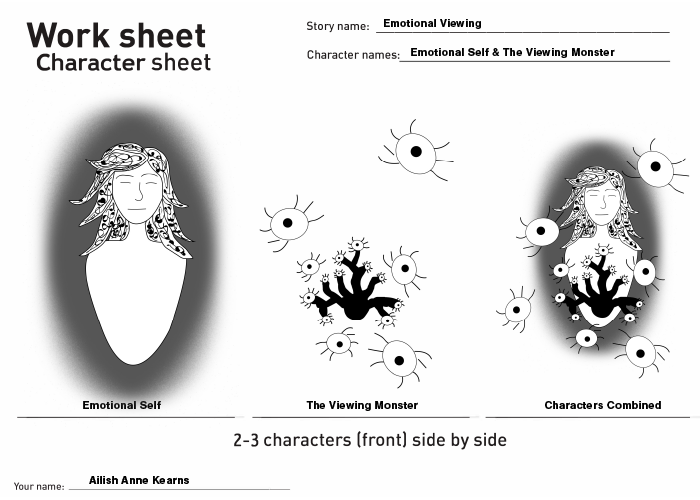 Work sheet
Character sheet
Story name: Emotional Viewing
Character names: Emotional Self & The Viewing Monster
Emotional Self
The Viewing Monster
Characters Combined
2-3 characters (front) side by side
Your name: Ailish Anne Kearns